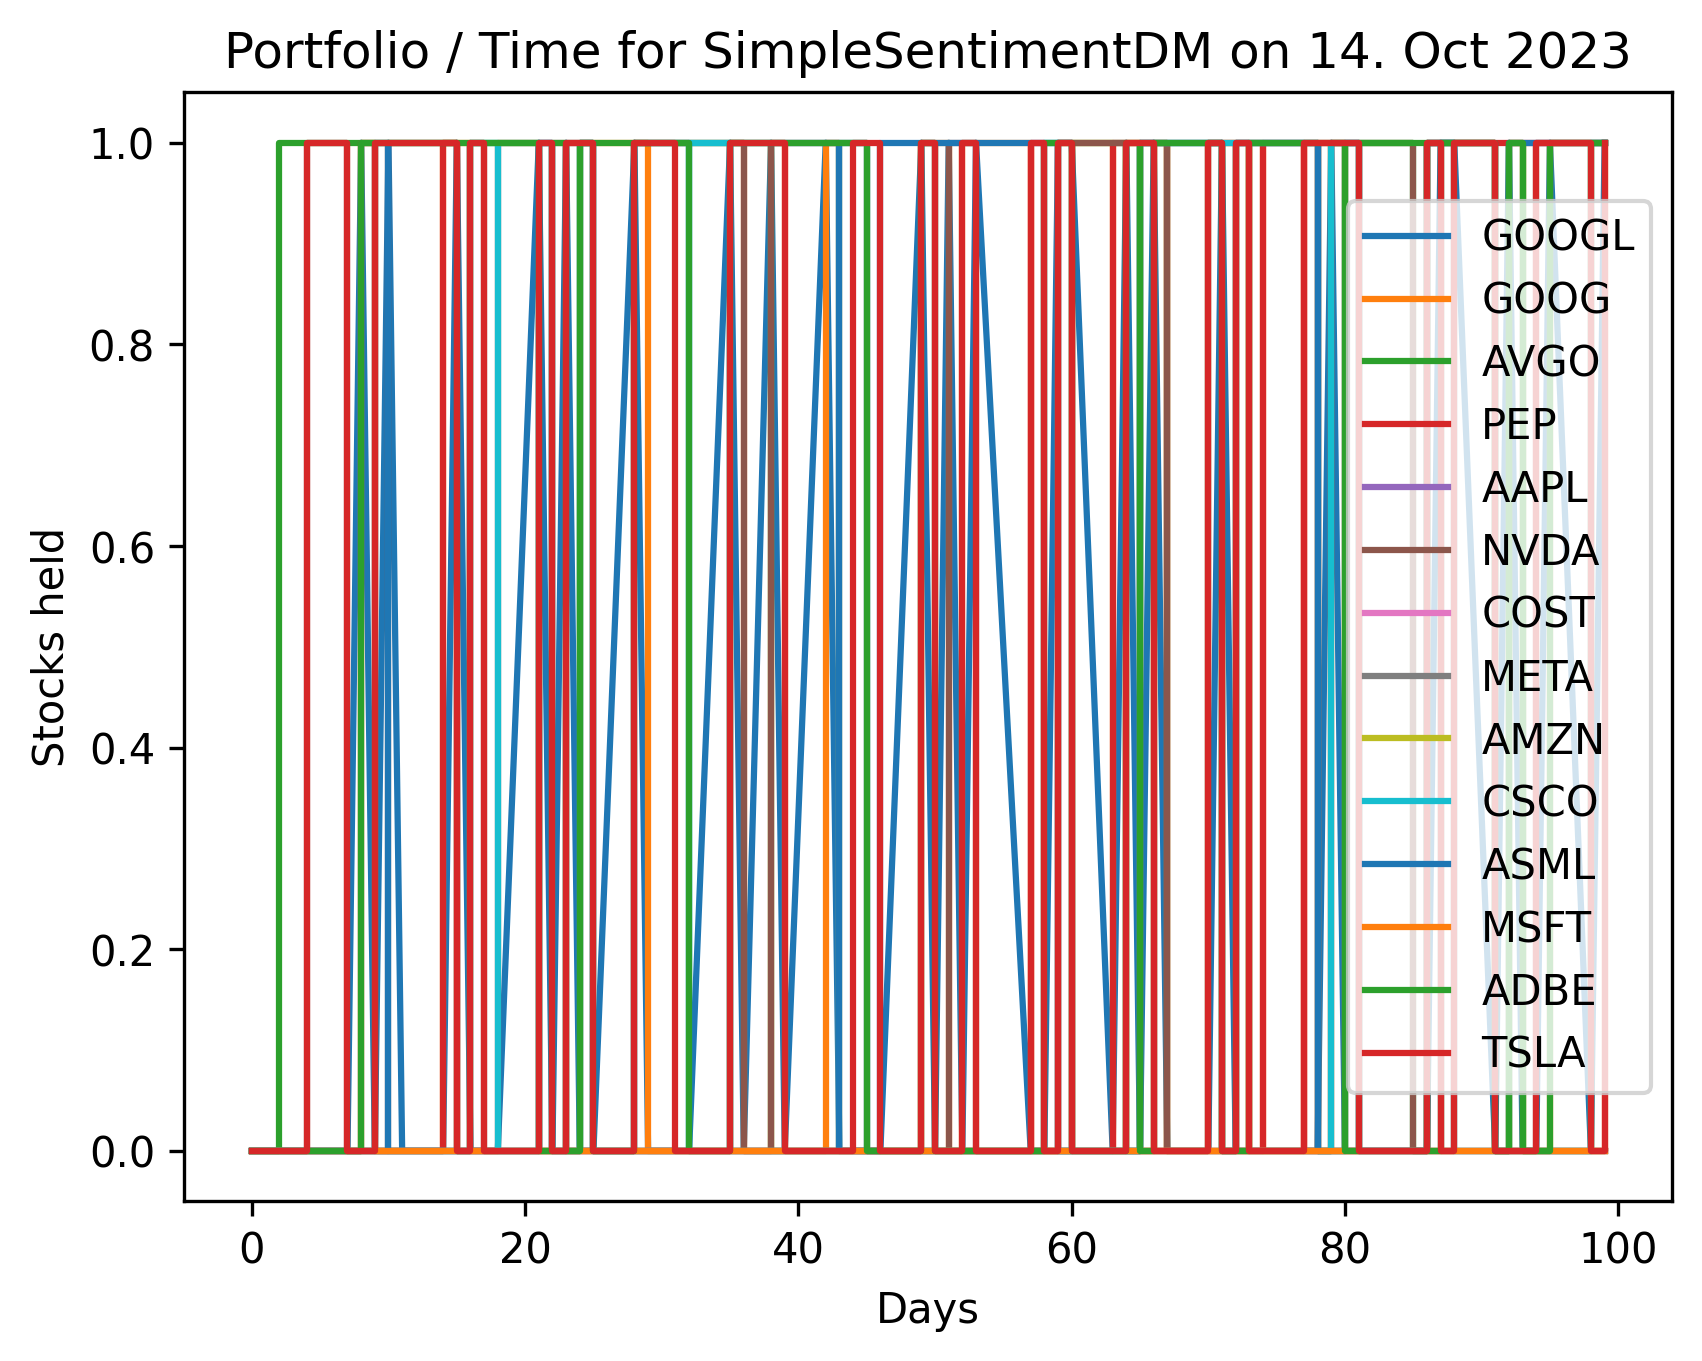 Portfolio / Time for SimpleSentimentDM on 14. Oct 2023
1.0
0.8
0.6
0.4
0.2
0.0
Stocks held
GOOGL
GOOG
AVGO
PEP
AAPL
NVDA
COST
META
AMZN
CSCO
ASML
MSFT
ADBE
TSLA
0 20 40 60 80 100
Days